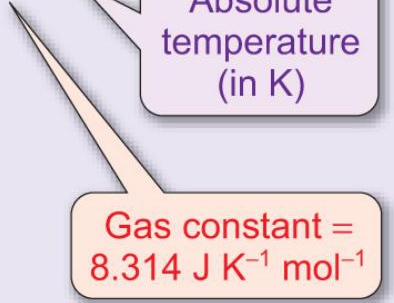 Absolute
temperature
(in K)
Gas constant =
8.314 J K⁻¹ mol⁻¹